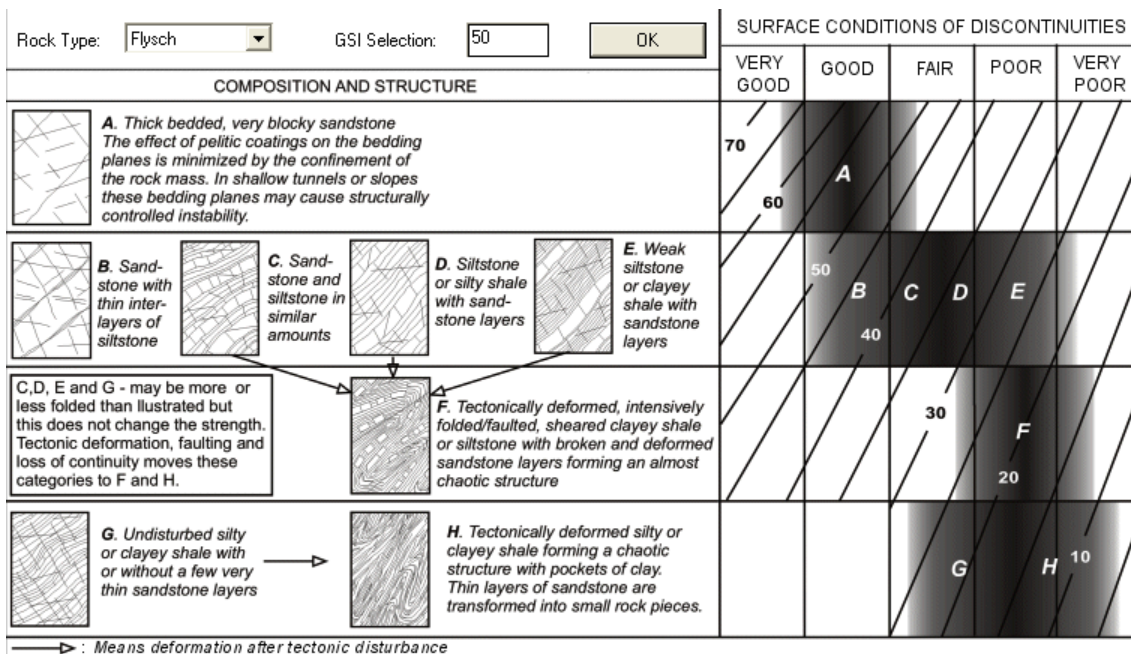 Rock Type: Flysch GSI Selection: 50 OK
SURFACE CONDITIONS OF DISCONTINUITIES
VERY GOOD
GOOD
FAIR
POOR
VERY POOR
COMPOSITION AND STRUCTURE
A. Thick bedded, very blocky sandstone
The effect of pelitic coatings on the bedding
planes is minimized by the confinement of
the rock mass. In shallow tunnels or slopes
these bedding planes may cause structurally
controlled instability.
70
60
A
B. Sand-
stone with
thin inter-
layers of
siltstone
C. Sand-
stone and
siltstone in
similar
amounts
D. Siltstone
or silty shale
with sand-
stone layers
E. Weak
siltstone
or clayey
shale with
sandstone
layers
50
B
C
D
E
40
C,D, E and G - may be more or
less folded than llustrated but
this does not change the strength.
Tectonic deformation, faulting and
loss of continuity moves these
categories to F and H.
F. Tectonically deformed, intensively
folded/faulted, sheared clayey shale
or siltstone with broken and deformed
sandstone layers forming an almost
chaotic structure
30
F
20
G. Undisturbed silty
or clayey shale with
or without a few very
thin sandstone layers
H. Tectonically deformed silty or
clayey shale forming a chaotic
structure with pockets of clay.
Thin layers of sandstone are
transformed into small rock pieces.
G
H
10
: Means deformation after tectonic disturbance